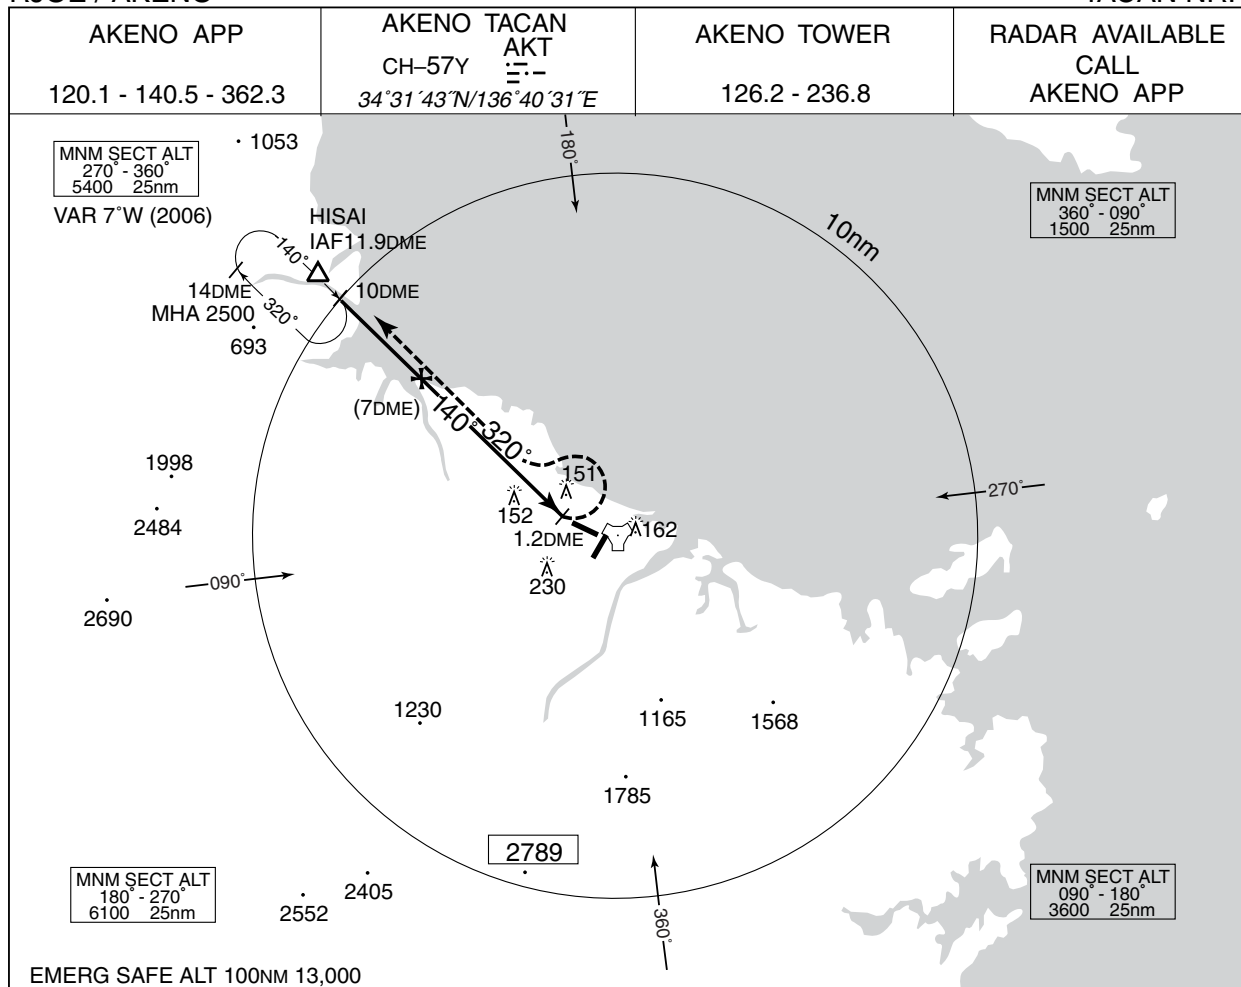 AKENO APP
120.1 - 140.5 - 362.3
AKENO TACAN
CH–57Y AKT
34°31´43˝N/136°40´31˝E
AKENO TOWER
126.2 - 236.8
RADAR AVAILABLE
CALL
AKENO APP
MNM SECT ALT
270° - 360°
5400 25nm
VAR 7°W (2006)
1053
180°
MNM SECT ALT
360° - 090°
1500 25nm
10nm
HISAI
IAF11.9DME
140°
14DME
10DME
MHA 2500
320°
693
(7DME)
140°
320°
1998
2484
151
152
162
1.2DME
230
270°
090°
2690
1230
1165
1568
1785
2789
2405
2552
360°
MNM SECT ALT
180° - 270°
6100 25nm
MNM SECT ALT
090° - 180°
3600 25nm
EMERG SAFE ALT 100NM 13,000